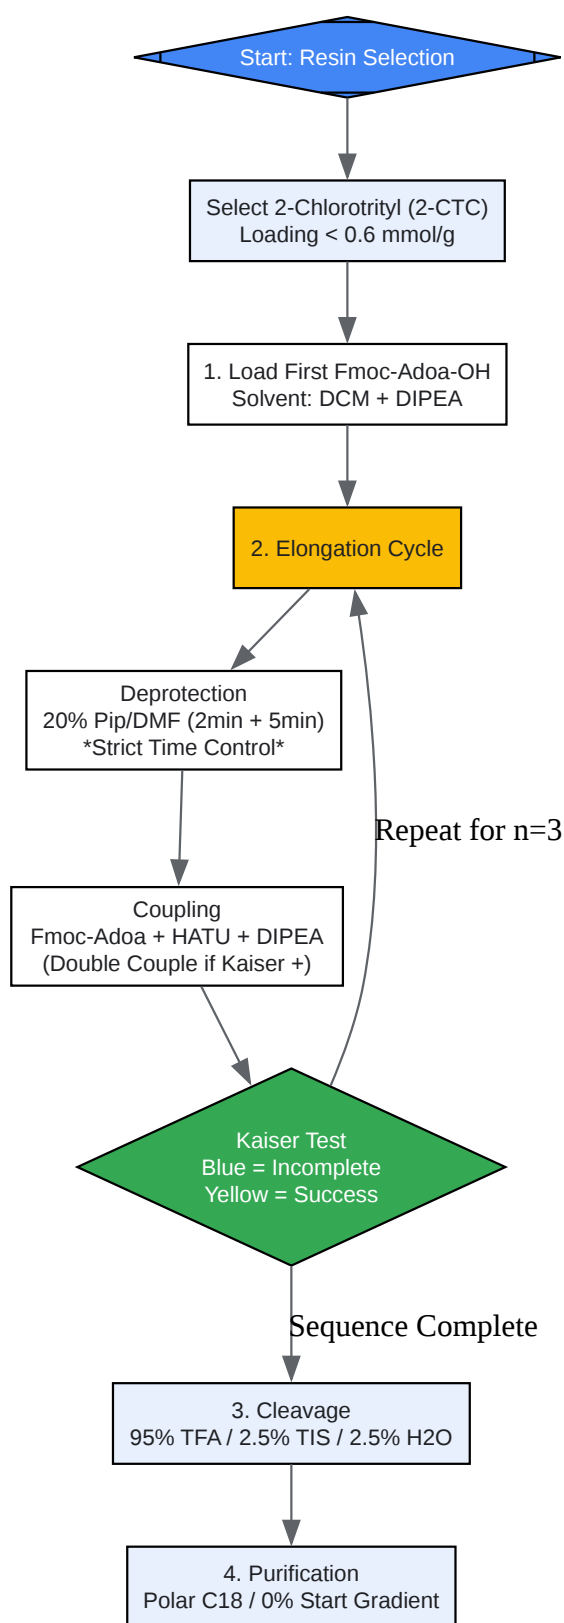 Start: Resin Selection
Select 2-Chlorotrityl (2-CTC)
Loading < 0.6 mmol/g
1. Load First Fmoc-Adoa-OH
Solvent: DCM + DIPEA
2. Elongation Cycle
Deprotection
20% Pip/DMF (2min + 5min)
*Strict Time Control*
Repeat for n=3
Coupling
Fmoc-Adoa + HATU + DIPEA
(Double Couple if Kaiser +)
Kaiser Test
Blue = Incomplete
Yellow = Success
Sequence Complete
3. Cleavage
95% TFA / 2.5% TIS / 2.5% H2O
4. Purification
Polar C18 / 0% Start Gradient